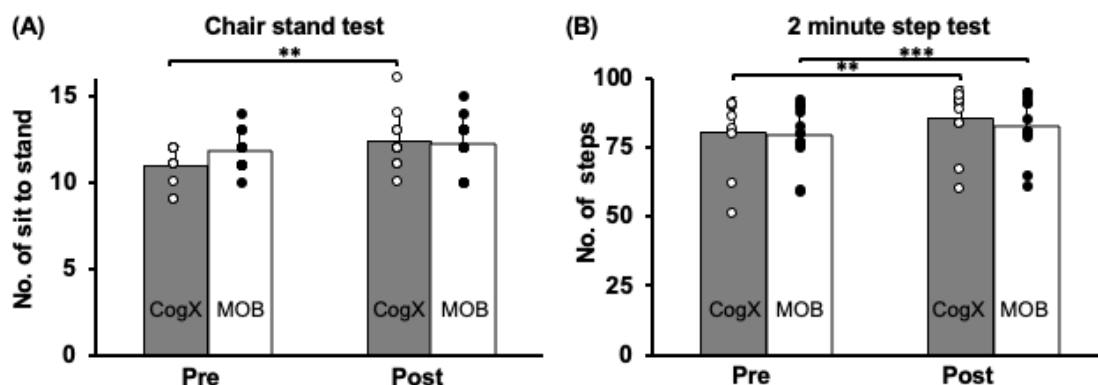 (A) Chair stand test
**
No. of sit to stand
15
10
5
0
CogX MOB CogX MOB
Pre Post
(B) 2 minute step test
***
**
No. of steps
100
75
50
25
0
CogX MOB CogX MOB
Pre Post